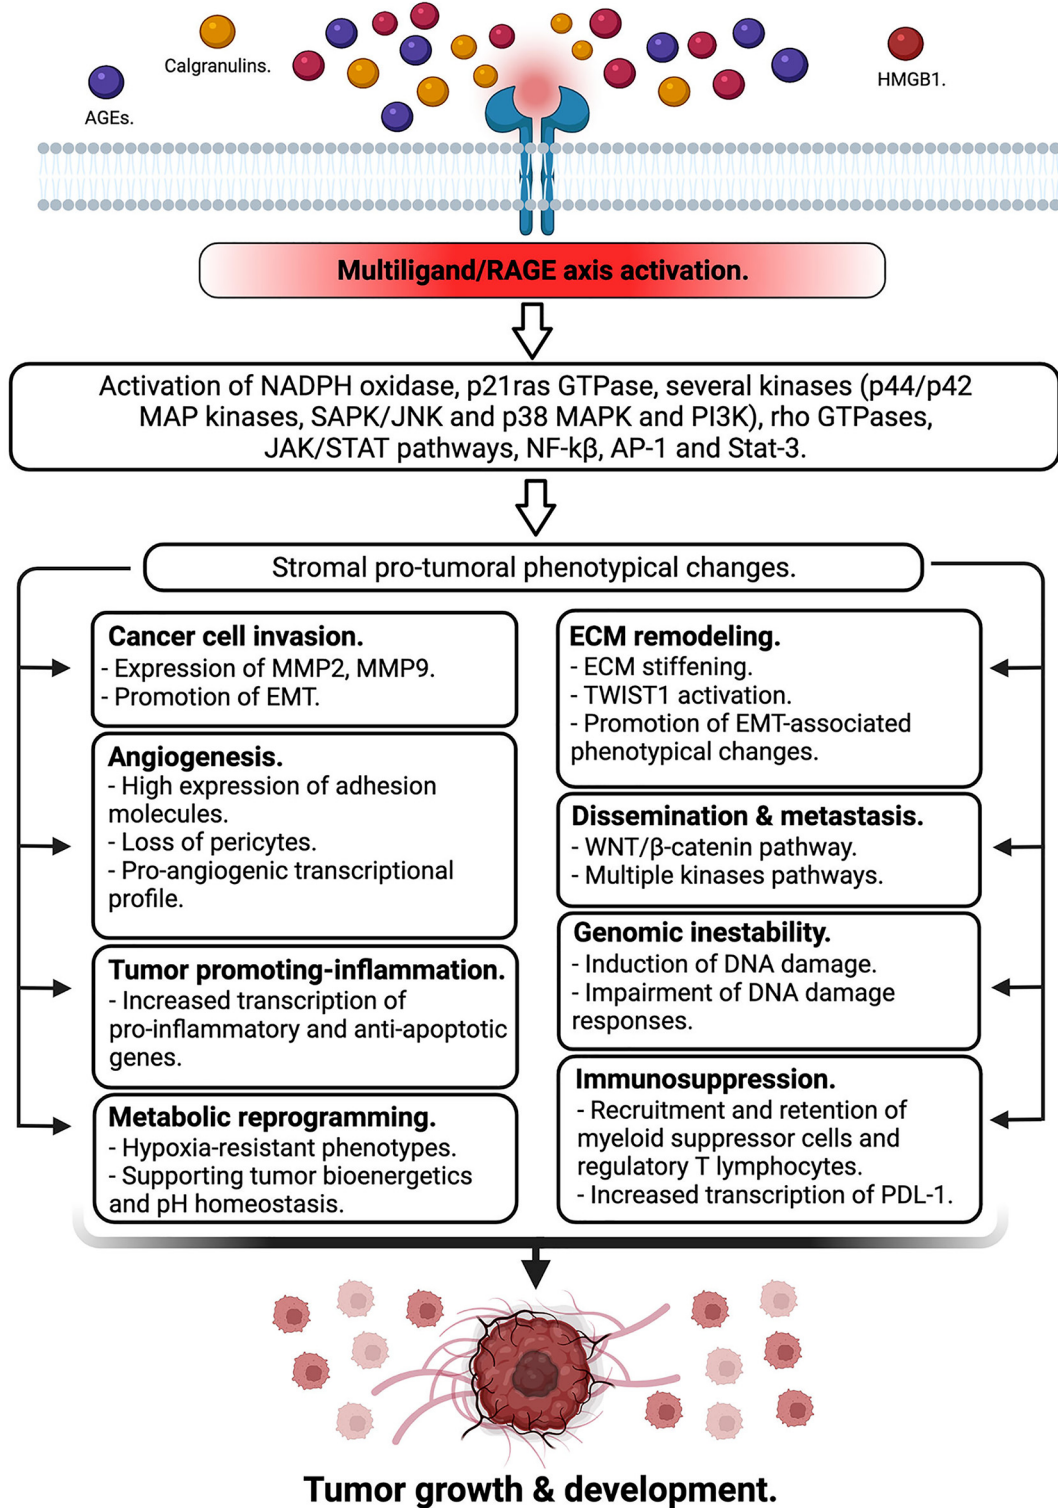 Calgranulins.
AGEs.
HMGB1.
Multiligand/RAGE axis activation.
Activation of NADPH oxidase, p21ras GTPase, several kinases (p44/p42
MAP kinases, SAPK/JNK and p38 MAPK and PI3K), rho GTPases,
JAK/STAT pathways, NF-kβ, AP-1 and Stat-3.
Stromal pro-tumoral phenotypical changes.
Cancer cell invasion.
- Expression of MMP2, MMP9.
- Promotion of EMT.
Angiogenesis.
- High expression of adhesion
molecules.
- Loss of pericytes.
- Pro-angiogenic transcriptional
profile.
Tumor promoting-inflammation.
- Increased transcription of
pro-inflammatory and anti-apoptotic
genes.
Metabolic reprogramming.
- Hypoxia-resistant phenotypes.
- Supporting tumor bioenergetics
and pH homeostasis.
ECM remodeling.
- ECM stiffening.
- TWIST1 activation.
- Promotion of EMT-associated
phenotypical changes.
Dissemination & metastasis.
- WNT/β-catenin pathway.
- Multiple kinases pathways.
Genomic inestability.
- Induction of DNA damage.
- Impairment of DNA damage
responses.
Immunosuppression.
- Recruitment and retention of
myeloid suppressor cells and
regulatory T lymphocytes.
- Increased transcription of PDL-1.
Tumor growth & development.